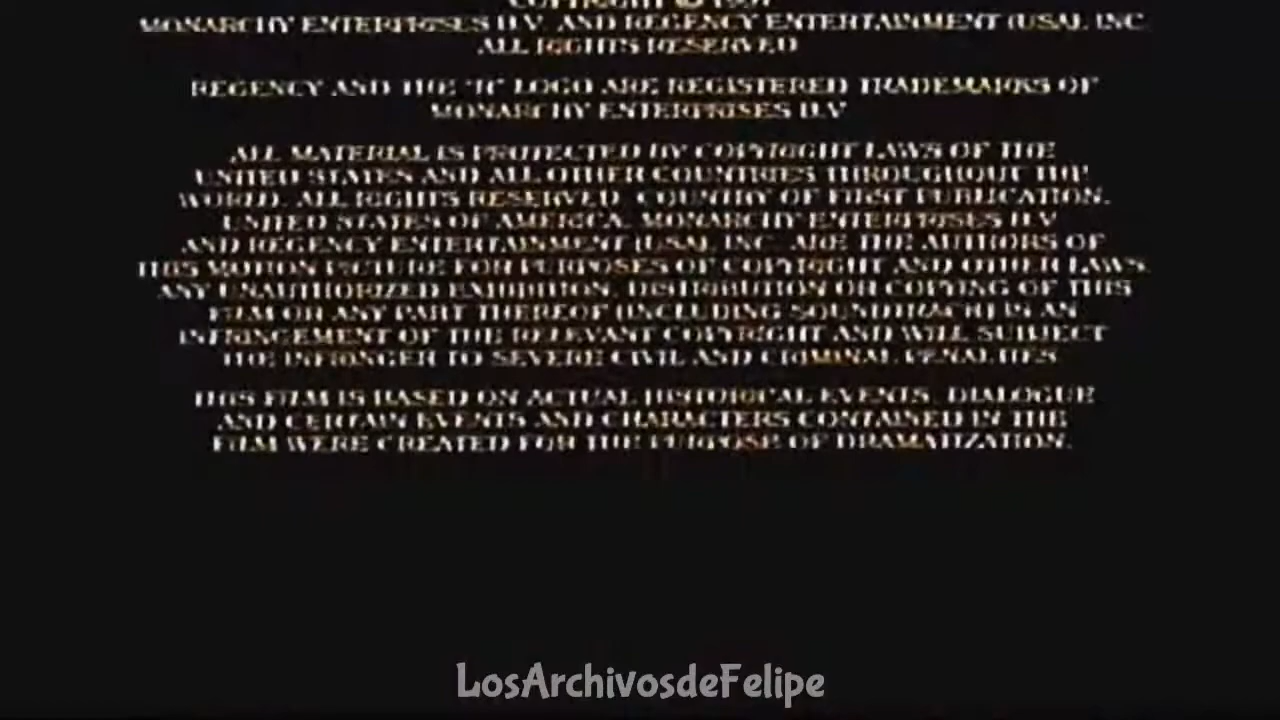 COPYRIGHT © 1997
MONARCHY ENTERPRISES B.V. AND REGENCY ENTERTAINMENT (USA), INC.
ALL RIGHTS RESERVED
REGENCY AND THE "R" LOGO ARE REGISTERED TRADEMARKS OF
MONARCHY ENTERPRISES B.V.
ALL MATERIAL IS PROTECTED BY COPYRIGHT LAWS OF THE
UNITED STATES AND ALL OTHER COUNTRIES THROUGHOUT THE
WORLD. ALL RIGHTS RESERVED. COUNTRY OF FIRST PUBLICATION,
UNITED STATES OF AMERICA. MONARCHY ENTERPRISES B.V.
AND REGENCY ENTERTAINMENT (USA), INC. ARE THE AUTHORS OF
THIS MOTION PICTURE FOR PURPOSES OF COPYRIGHT AND OTHER LAWS.
ANY UNAUTHORIZED EXHIBITION, DISTRIBUTION OR COPYING OF THIS
FILM OR ANY PART THEREOF (INCLUDING SOUNDTRACK) IS AN
INFRINGEMENT OF THE RELEVANT COPYRIGHT AND WILL SUBJECT
THE INFRINGER TO SEVERE CIVIL AND CRIMINAL PENALTIES.
THIS FILM IS BASED ON ACTUAL HISTORICAL EVENTS. DIALOGUE
AND CERTAIN EVENTS AND CHARACTERS CONTAINED IN THE
FILM WERE CREATED FOR THE PURPOSE OF DRAMATIZATION.
LosArchivosdeFelipe